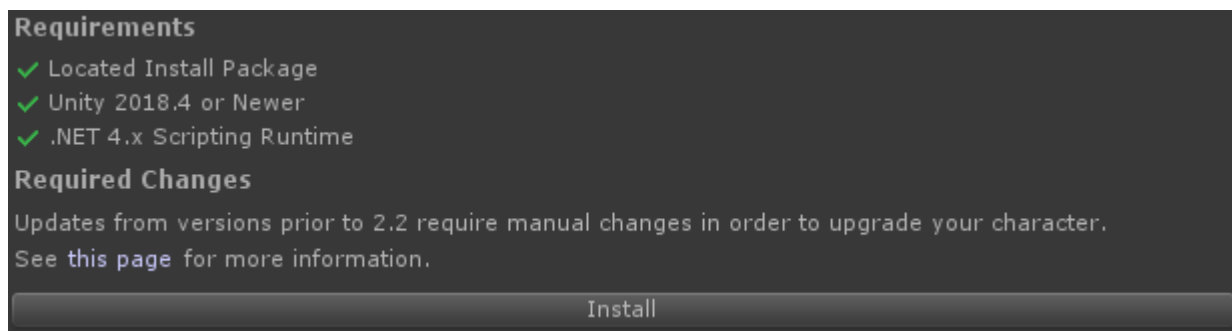 Requirements
Located Install Package
Unity 2018.4 or Newer
.NET 4.x Scripting Runtime
Required Changes
Updates from versions prior to 2.2 require manual changes in order to upgrade your character.
See this page for more information.
Install